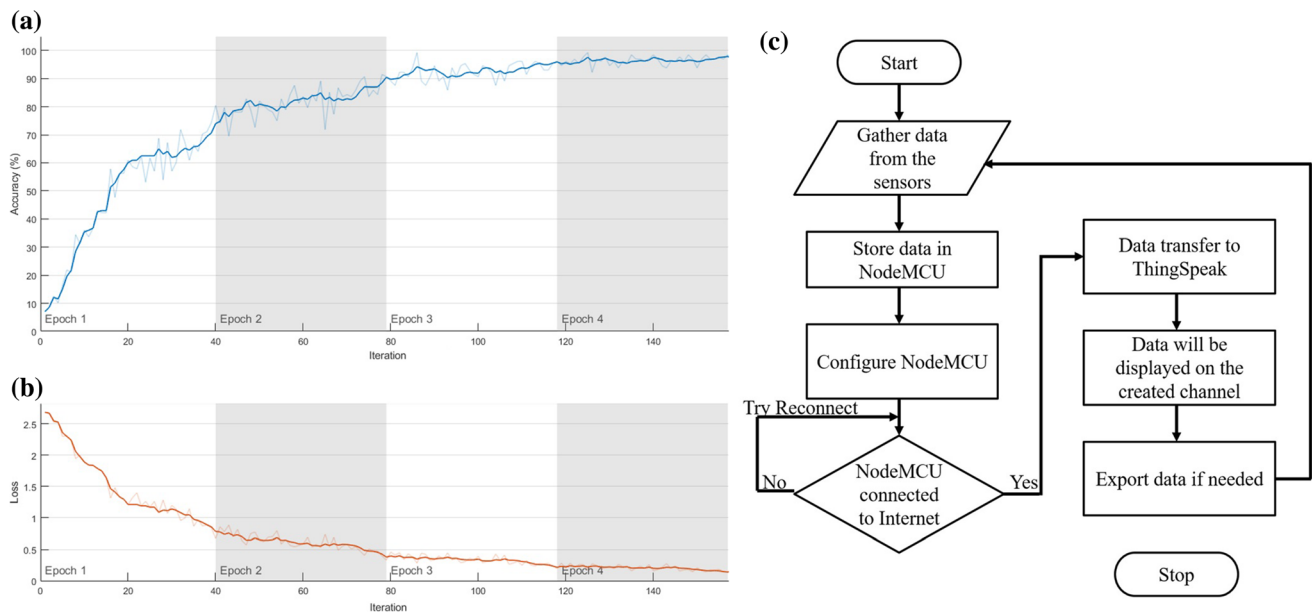 (a)
100
90
80
70
60
50
40
30
20
10
0
Accuracy (%)
Epoch 1
Epoch 2
Epoch 3
Epoch 4
0 20 40 60 80 100 120 140
Iteration
(b)
2.5
2
1.5
1
0.5
0
Loss
Epoch 1
Epoch 2
Epoch 3
Epoch 4
0 20 40 60 80 100 120 140
Iteration
(c)
Start
Gather data
from the
sensors
Store data in
NodeMCU
Configure NodeMCU
Try Reconnect
No
NodeMCU
connected
to Internet
Yes
Data transfer to
ThingSpeak
Data will be
displayed on the
created channel
Export data if needed
Stop